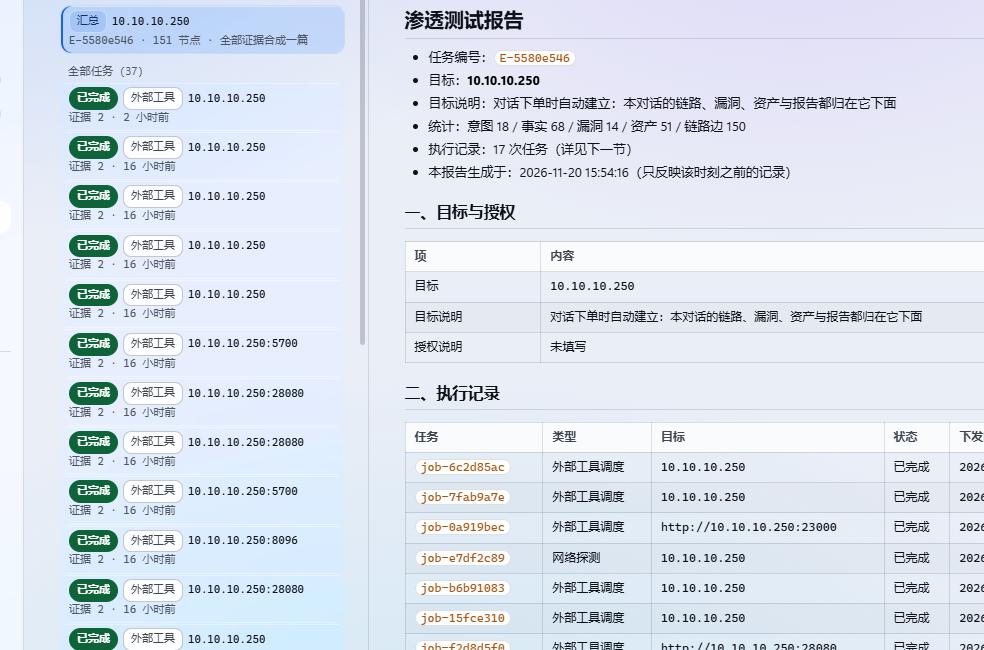 汇总 10.10.10.250
E-5580e546 · 151 节点 · 全部证据合成一篇
全部任务 (37)
已完成 外部工具 10.10.10.250
证据 2 · 2 小时前
已完成 外部工具 10.10.10.250
证据 2 · 16 小时前
已完成 外部工具 10.10.10.250
证据 2 · 16 小时前
已完成 外部工具 10.10.10.250
证据 2 · 16 小时前
已完成 外部工具 10.10.10.250
证据 2 · 16 小时前
已完成 外部工具 10.10.10.250:5700
证据 2 · 16 小时前
已完成 外部工具 10.10.10.250:28080
证据 2 · 16 小时前
已完成 外部工具 10.10.10.250:28080
证据 2 · 16 小时前
已完成 外部工具 10.10.10.250:5700
证据 2 · 16 小时前
已完成 外部工具 10.10.10.250:8096
证据 2 · 16 小时前
已完成 外部工具 10.10.10.250:28080
证据 2 · 16 小时前
已完成 外部工具 10.10.10.250
渗透测试报告
任务编号： E-5580e546
目标：10.10.10.250
目标说明：对话下单时自动建立：本对话的链路、漏洞、资产与报告都归在它下面
统计：意图 18 / 事实 68 / 漏洞 14 / 资产 51 / 链路边 150
执行记录：17 次任务（详见下一节）
本报告生成于：2026-11-20 15:54:16（只反映该时刻之前的记录）
一、目标与授权
项 内容
目标 10.10.10.250
目标说明 对话下单时自动建立：本对话的链路、漏洞、资产与报告都归在它下面
授权说明 未填写
二、执行记录
任务 类型 目标 状态 下发
job-6c2d85ac 外部工具调度 10.10.10.250 已完成 2026
job-7fab9a7e 外部工具调度 10.10.10.250 已完成 2026
job-0a919bec 外部工具调度 http://10.10.10.250:23000 已完成 2026
job-e7df2c89 网络探测 10.10.10.250 已完成 2026
job-b6b91083 外部工具调度 10.10.10.250 已完成 2026
job-15fce310 外部工具调度 10.10.10.250 已完成 2026
job-f2d8d5f0 外部工具调度 http://10.10.10.250:28080 已完成 2026